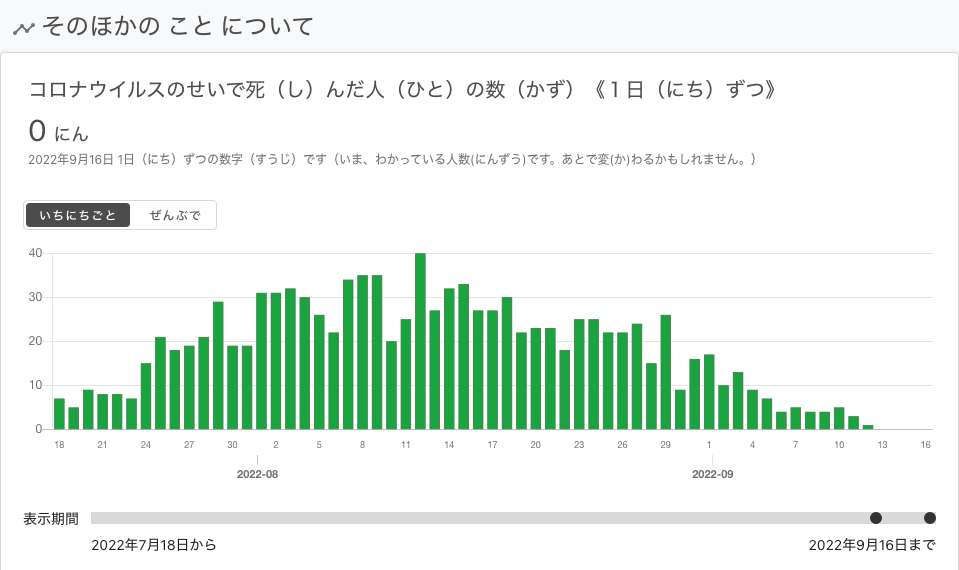 そのほかの こと について
コロナウイルスのせいで死（し）んだ人（ひと）の数（かず）《１日（にち）ずつ》
0 にん
2022年9月16日 1日（にち）ずつの数字（すうじ）です（いま、わかっている人数(にんずう)です。あとで変(か)わるかもしれません。）
いちにちごと ぜんぶで
40
30
20
10
0
18 21 24 27 30 2 5 8 11 14 17 20 23 26 29 1 4 7 10 13 16
2022-08 2022-09
表示期間
2022年7月18日から 2022年9月16日まで